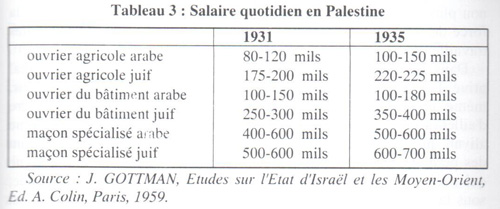 Tableau 3 : Salaire quotidien en Palestine
1931 1935
ouvrier agricole arabe 80-120 mils 100-150 mils
ouvrier agricole juif 175-200 mils 220-225 mils
ouvrier du bâtiment arabe 100-150 mils 100-180 mils
ouvrier du bâtiment juif 250-300 mils 350-400 mils
maçon spécialisé arabe 400-600 mils 500-600 mils
maçon spécialisé juif 500-600 mils 600-700 mils
Source : J. GOTTMAN, Etudes sur l'Etat d'Israël et les Moyen-Orient,
Ed. A. Colin, Paris, 1959.